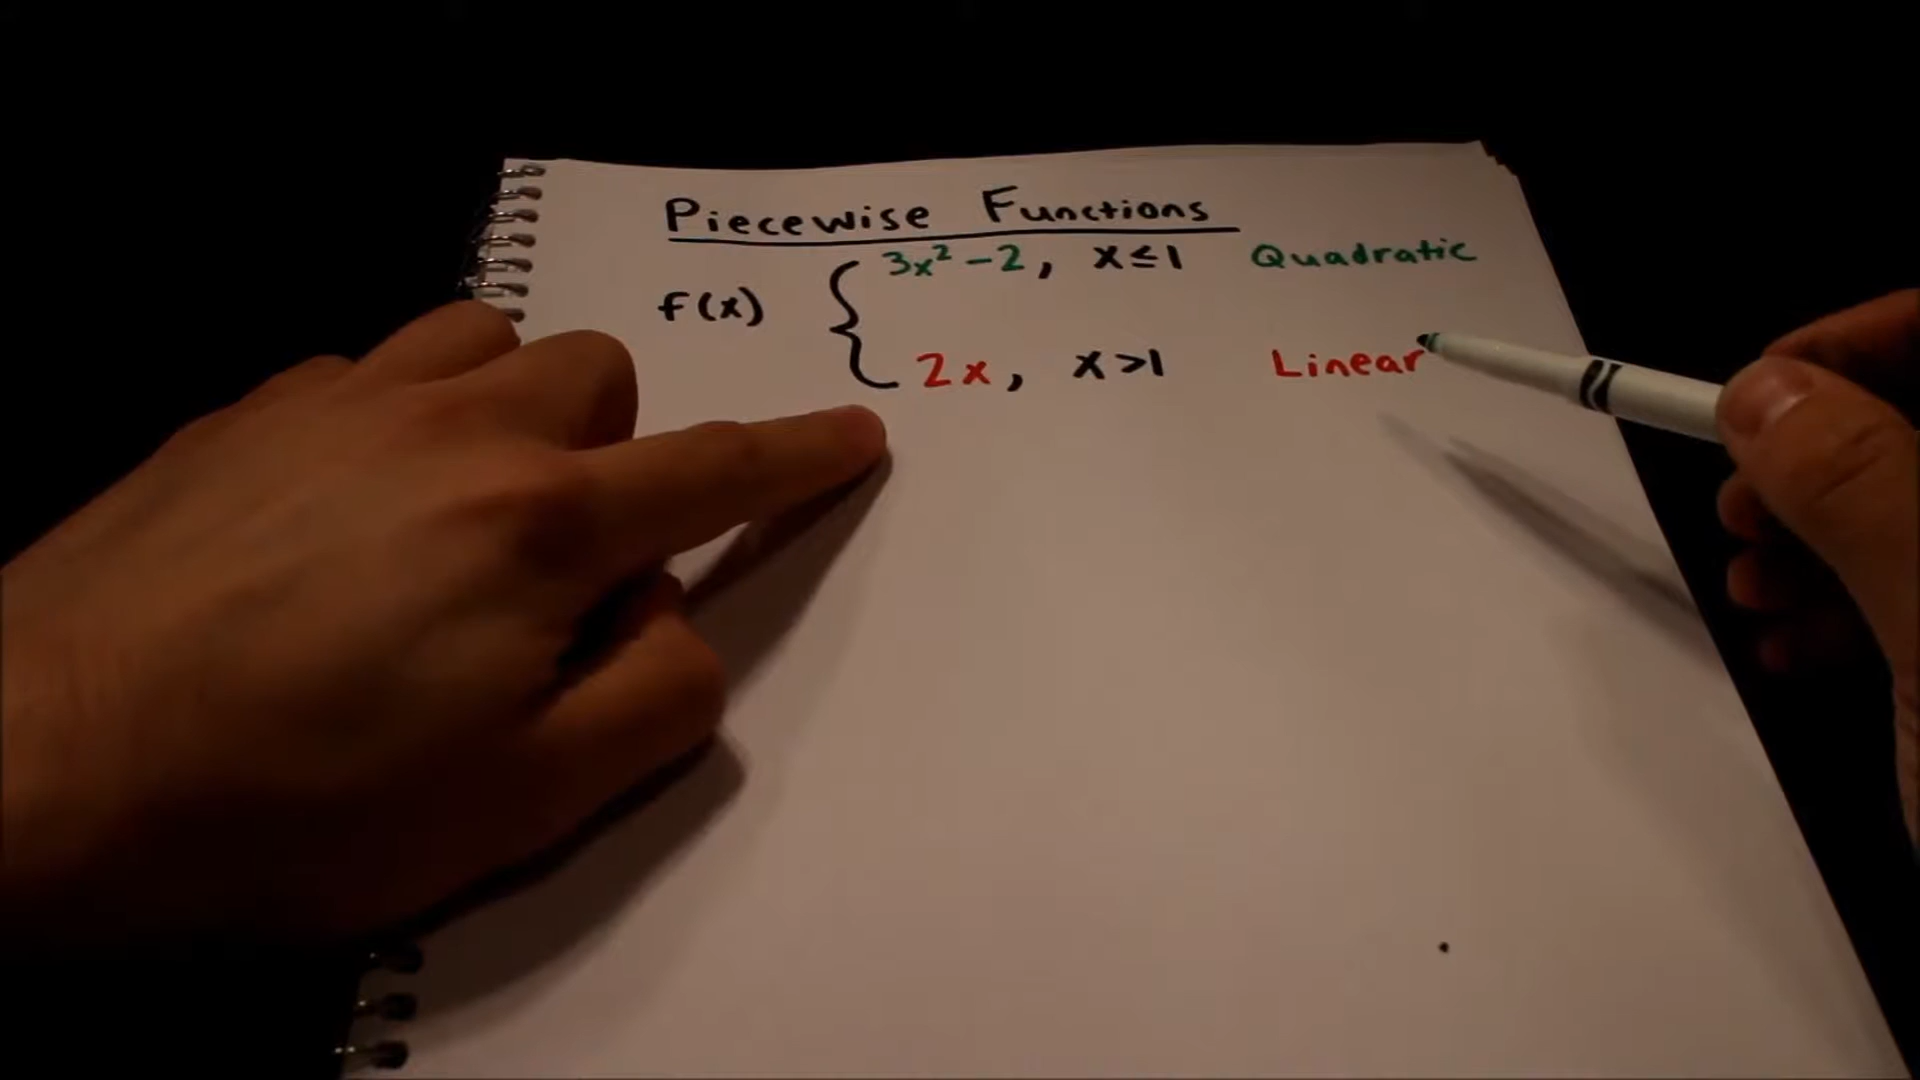 Piecewise Functions
3x² - 2, x ≤ 1 Quadratic
f(x) {
2x, x > 1 Linear